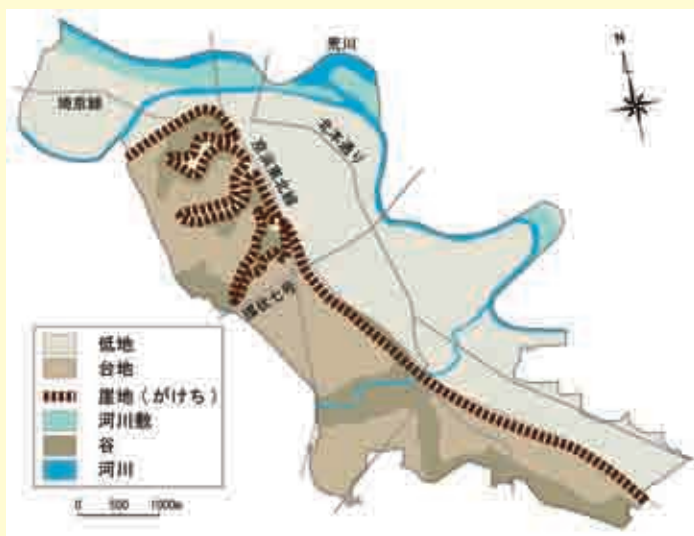 荒川
N
埼京線
北本通り
京浜東北線
環状七号
低地
台地
崖地(がけち)
河川敷
谷
河川
0 500 1000m